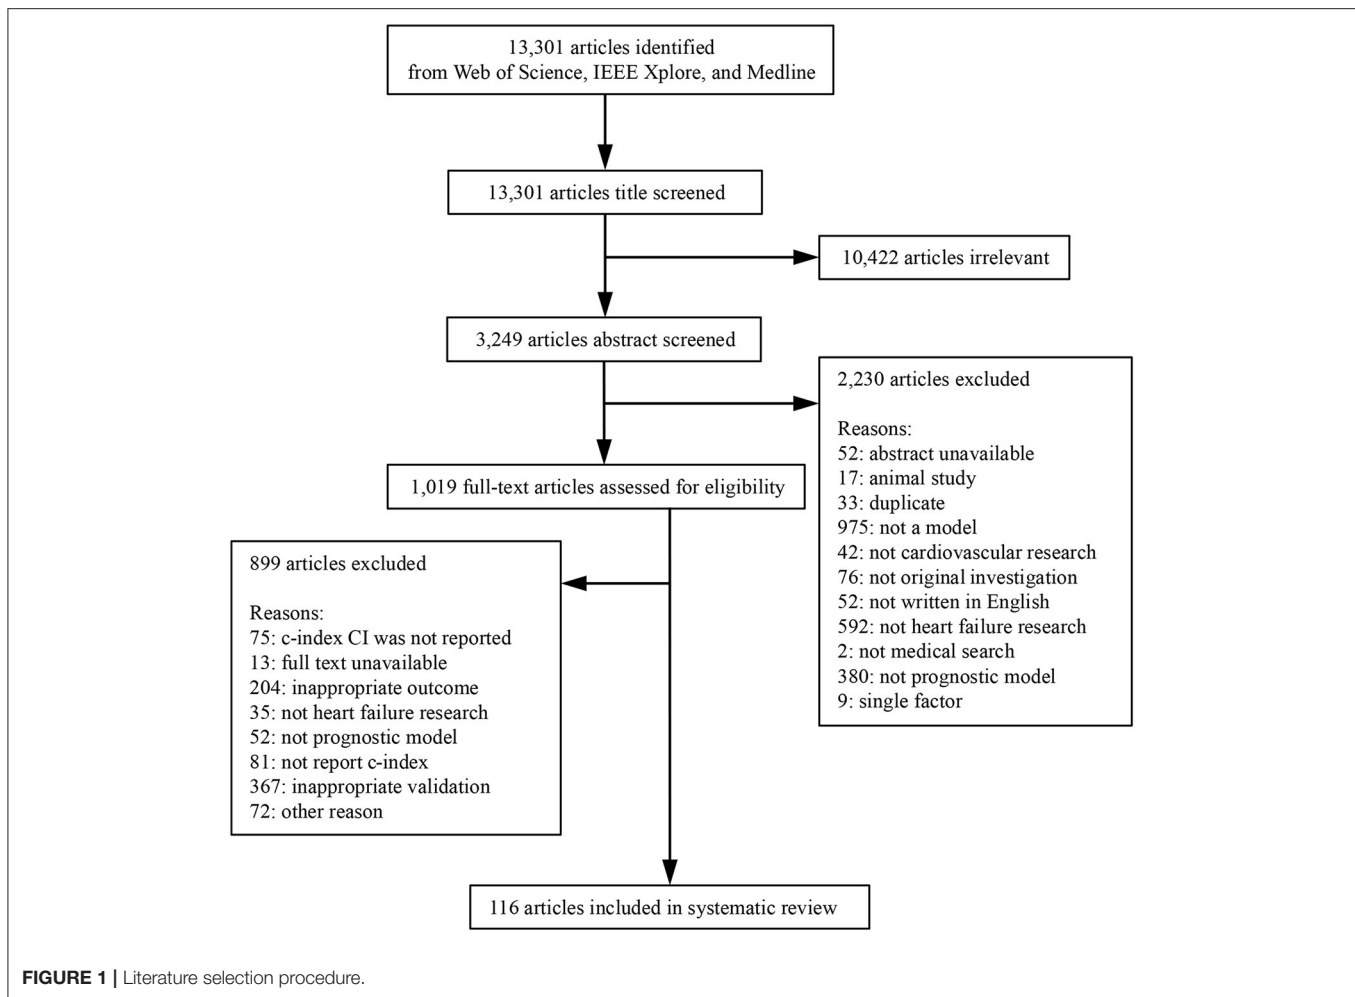 13,301 articles identified
from Web of Science, IEEE Xplore, and Medline
13,301 articles title screened
10,422 articles irrelevant
3,249 articles abstract screened
2,230 articles excluded
Reasons:
52: abstract unavailable
17: animal study
33: duplicate
975: not a model
42: not cardiovascular research
76: not original investigation
52: not written in English
592: not heart failure research
2: not medical search
380: not prognostic model
9: single factor
1,019 full-text articles assessed for eligibility
899 articles excluded
Reasons:
75: c-index CI was not reported
13: full text unavailable
204: inappropriate outcome
35: not heart failure research
52: not prognostic model
81: not report c-index
367: inappropriate validation
72: other reason
116 articles included in systematic review
FIGURE 1 | Literature selection procedure.